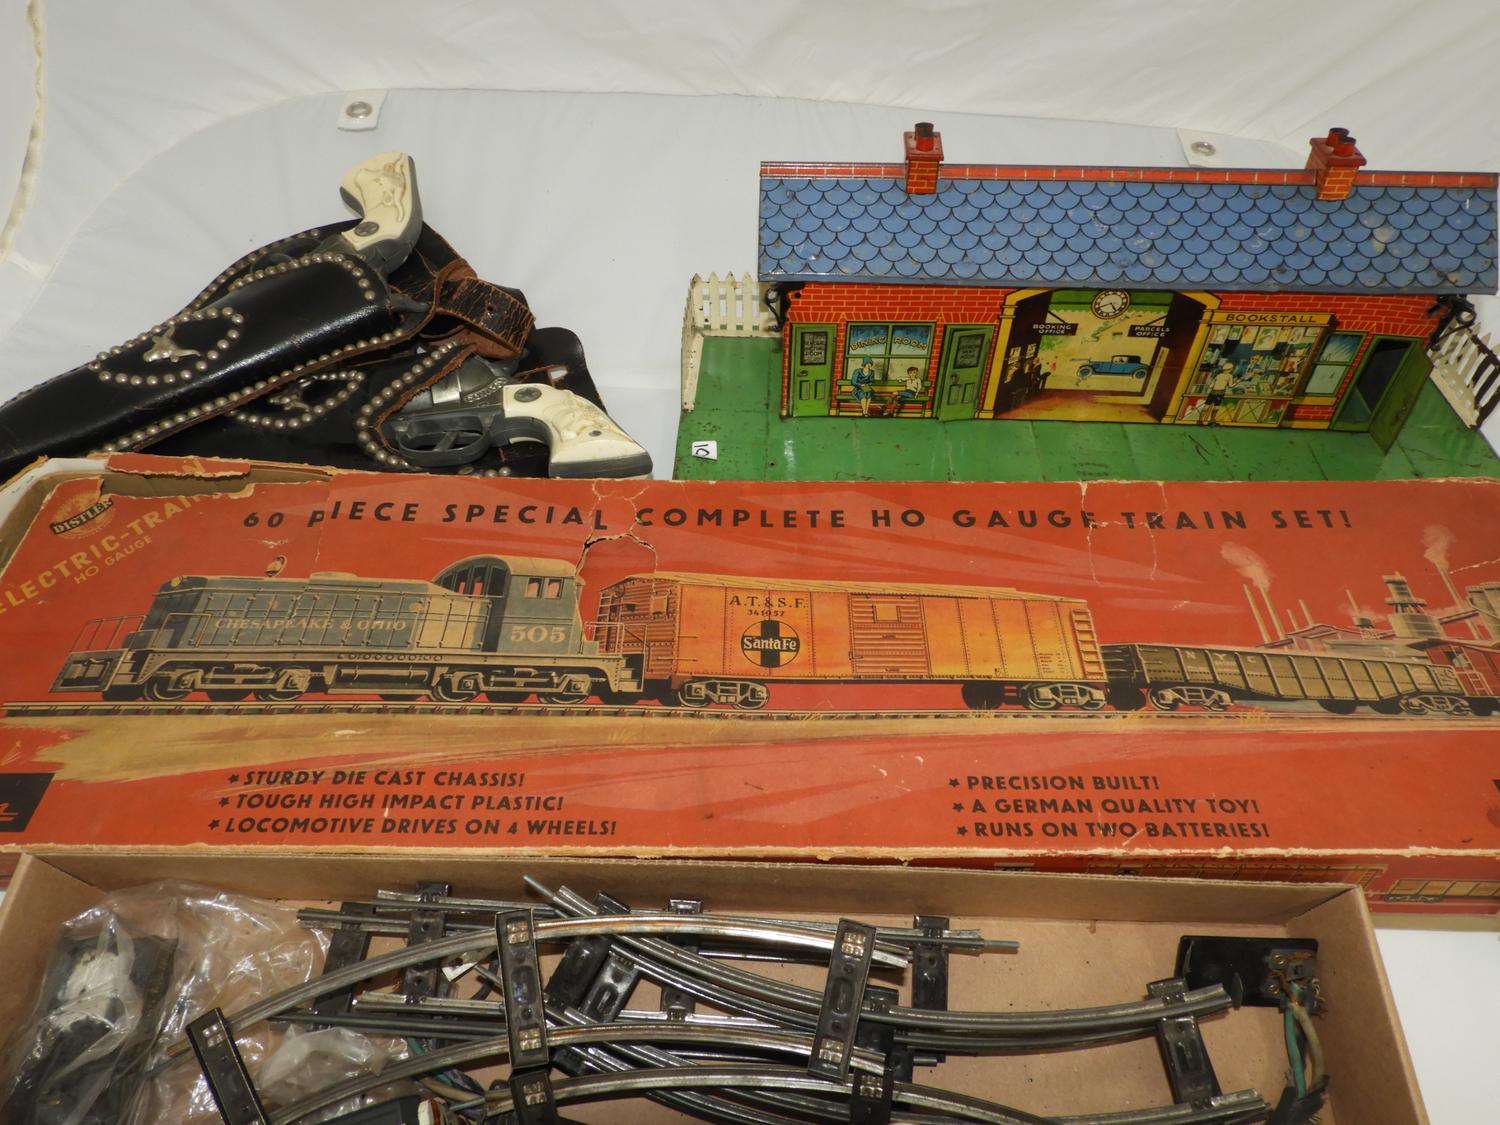 BOOKING OFFICE
PARCELS OFFICE
BOOKSTALL
DINING ROOM
10
DISTLER
ELECTRIC-TRAINS
HO GAUGE
60 PIECE SPECIAL COMPLETE HO GAUGE TRAIN SET!
CHESAPEAKE & OHIO
505
A.T.&S.F.
341057
Santa Fe
N Y C
★ STURDY DIE CAST CHASSIS!
★ TOUGH HIGH IMPACT PLASTIC!
★ LOCOMOTIVE DRIVES ON 4 WHEELS!
★ PRECISION BUILT!
★ A GERMAN QUALITY TOY!
★ RUNS ON TWO BATTERIES!